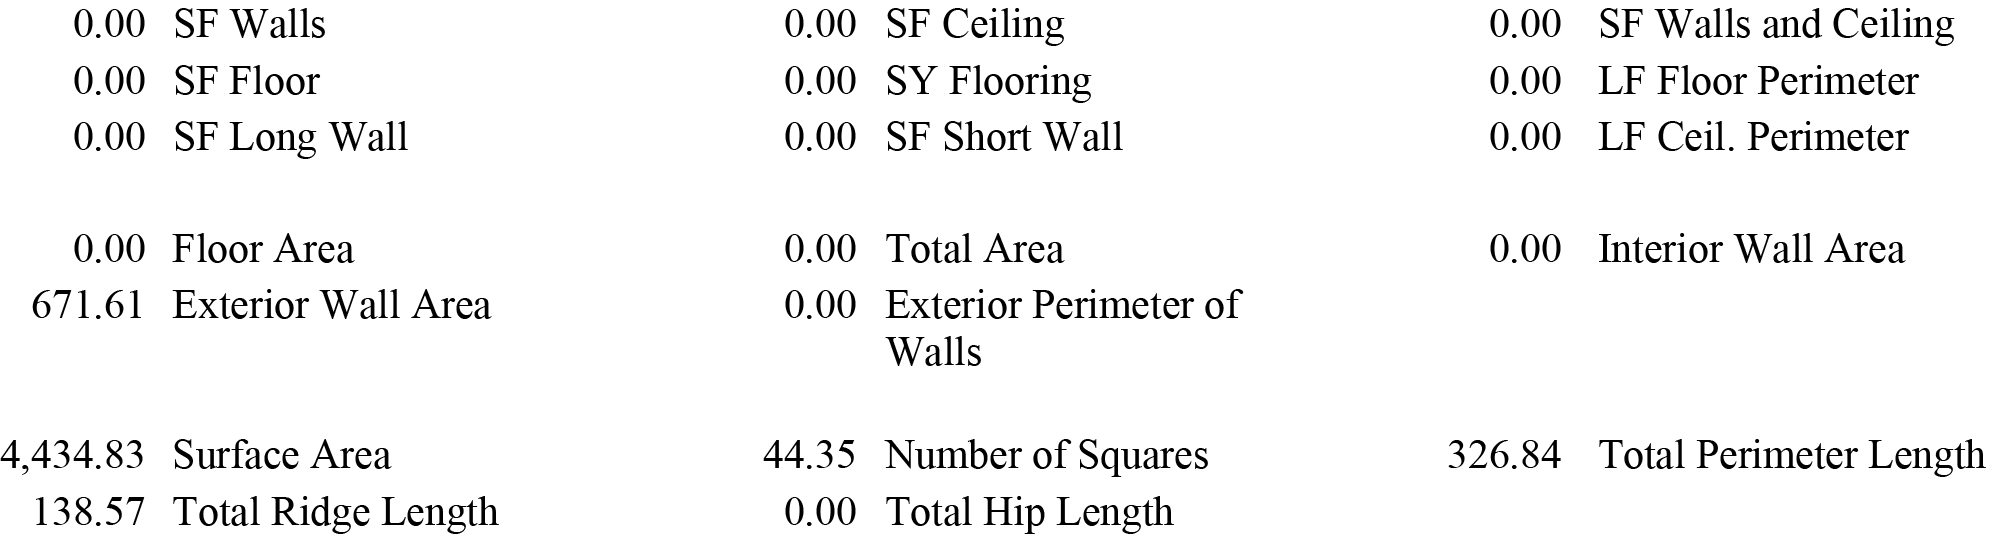 0.00 SF Walls 0.00 SF Ceiling 0.00 SF Walls and Ceiling
0.00 SF Floor 0.00 SY Flooring 0.00 LF Floor Perimeter
0.00 SF Long Wall 0.00 SF Short Wall 0.00 LF Ceil. Perimeter
0.00 Floor Area 0.00 Total Area 0.00 Interior Wall Area
671.61 Exterior Wall Area 0.00 Exterior Perimeter of
Walls
4,434.83 Surface Area 44.35 Number of Squares 326.84 Total Perimeter Length
138.57 Total Ridge Length 0.00 Total Hip Length